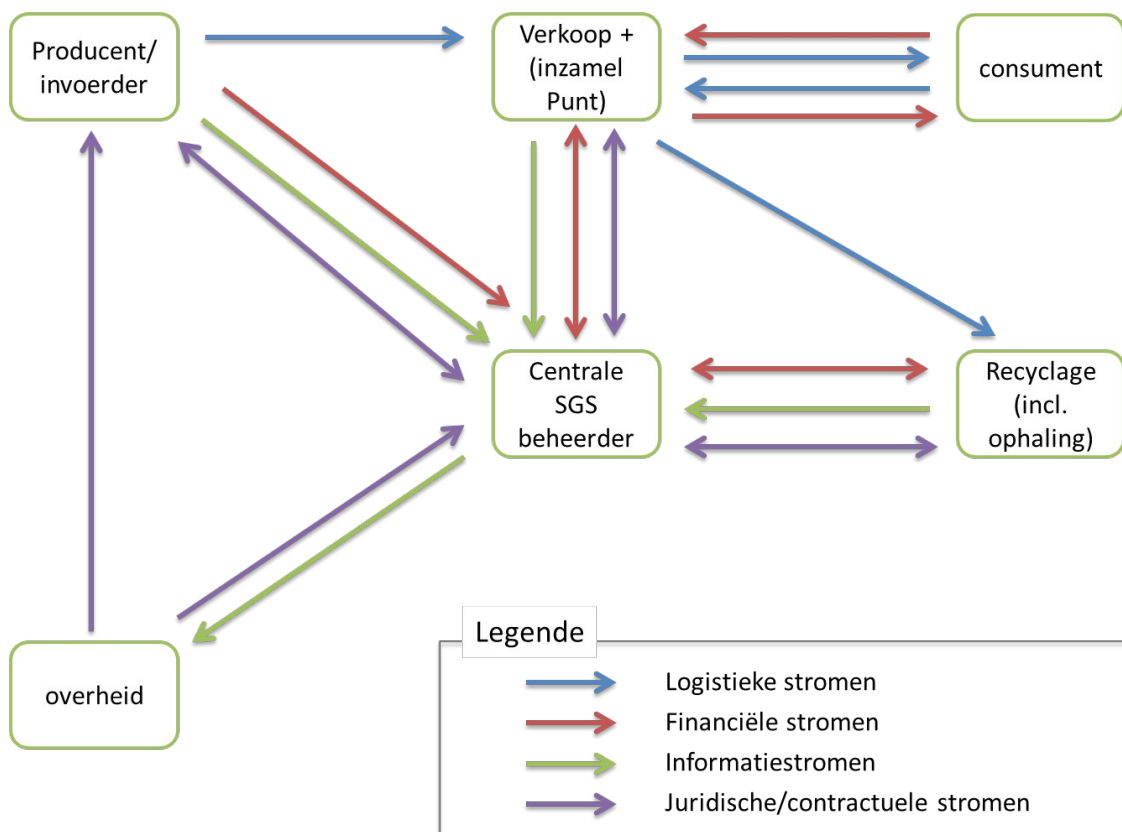 Producent/
invoerder
Verkoop +
(inzamel
Punt)
consument
Centrale
SGS
beheerder
Recyclage
(incl.
ophaling)
overheid
Legende
Logistieke stromen
Financiële stromen
Informatiestromen
Juridische/contractuele stromen